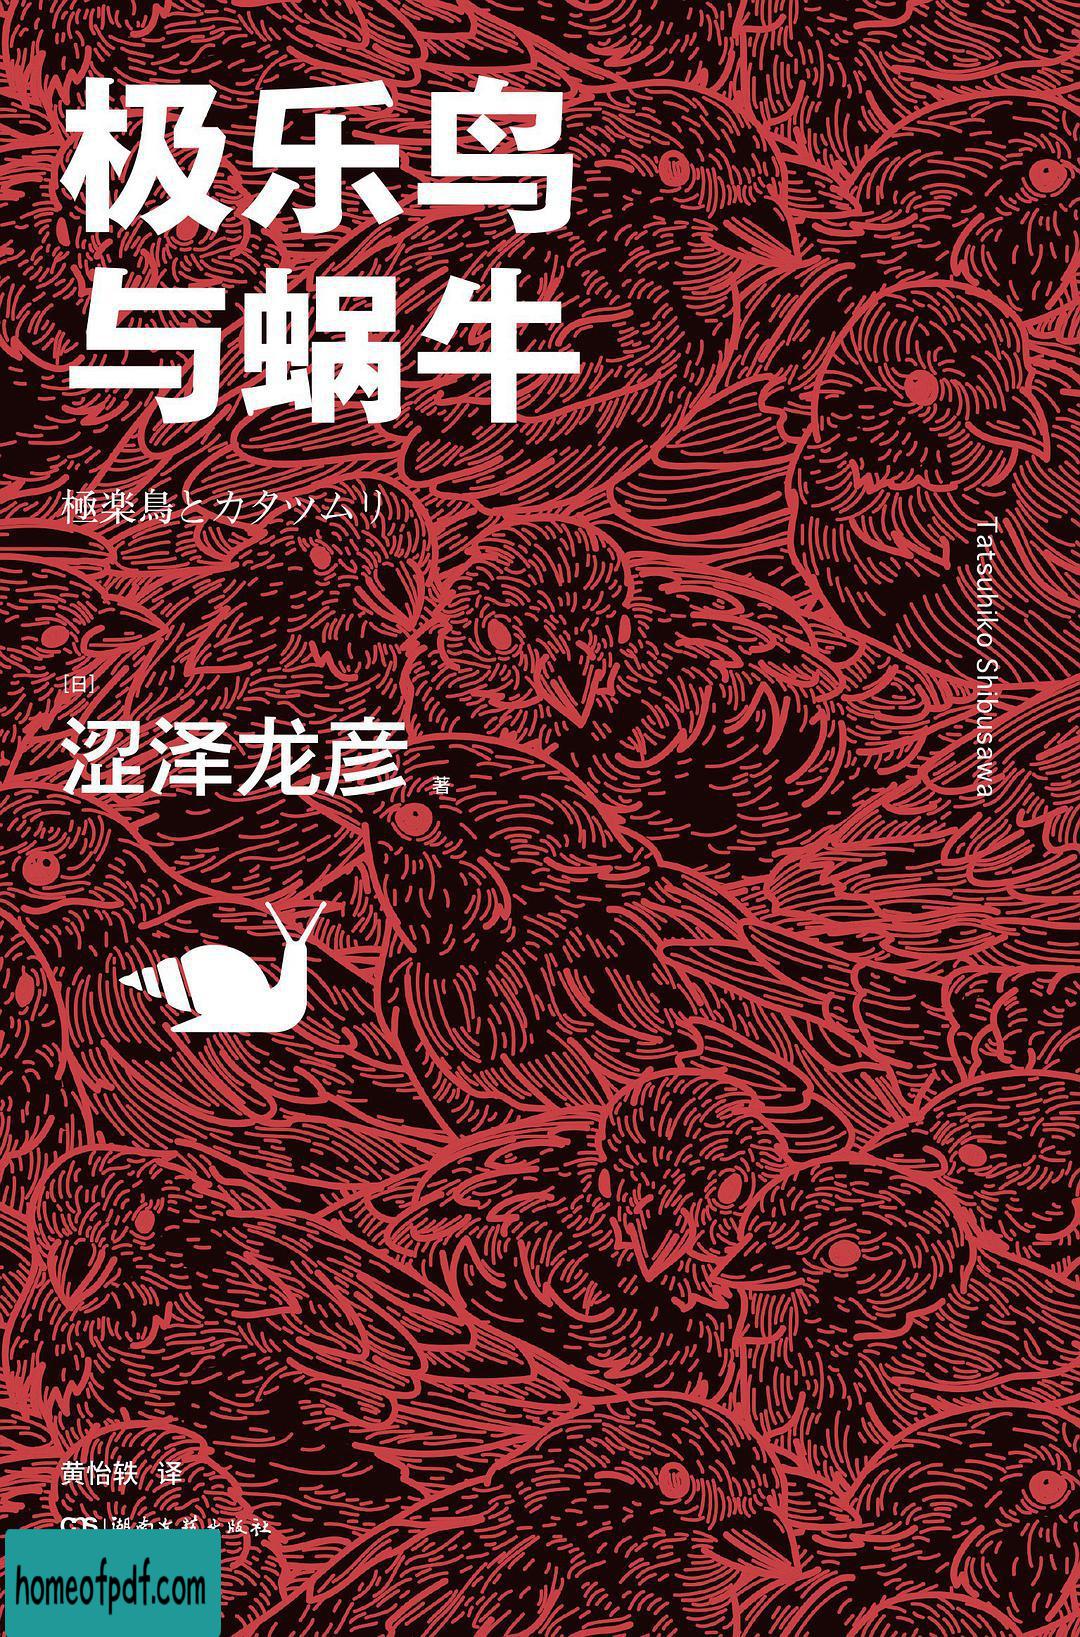 极乐鸟
与蜗牛
極楽鳥とカタツムリ
Tatsuhiko Shibusawa
[日]
涩泽龙彦 著
黄怡轶 译
湖南文艺出版社
homeofpdf.com